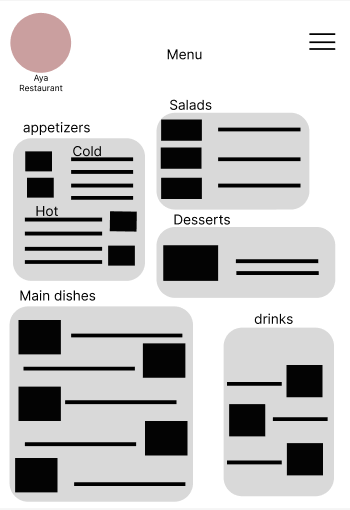 Aya
Restaurant
Menu
Salads
appetizers
Cold
Hot
Desserts
Main dishes
drinks